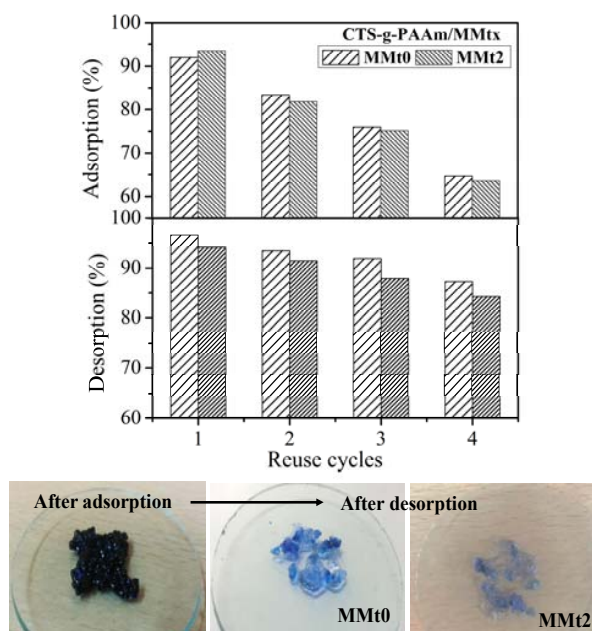 CTS-g-PAAm/MMtx
MMt0 MMt2
Adsorption (%)
100
90
80
70
60
Desorption (%)
100
90
80
70
60
1 2 3 4
Reuse cycles
After adsorption After desorption
MMt0 MMt2